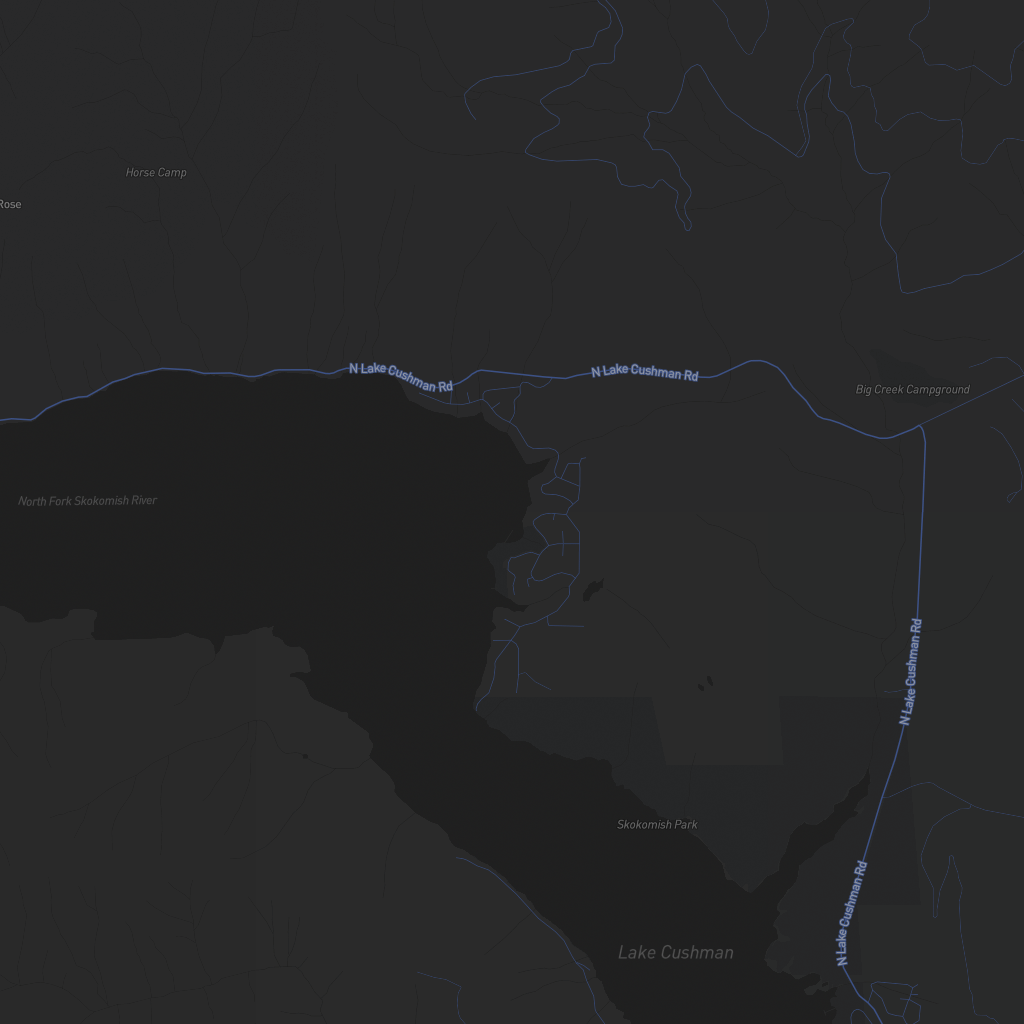 Horse Camp
Rose
N Lake Cushman Rd
N Lake Cushman Rd
Big Creek Campground
North Fork Skokomish River
N Lake Cushman Rd
Skokomish Park
N Lake Cushman Rd
Lake Cushman